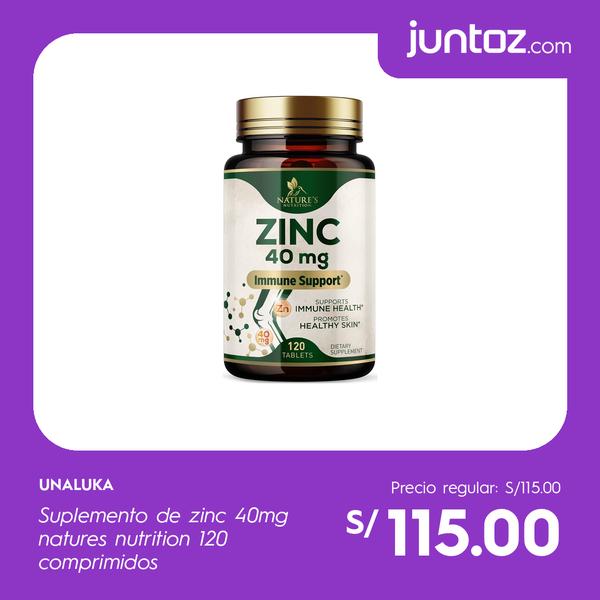 juntoz.com
NATURE'S
NUTRITION
ZINC
40 mg
Immune Support*
SUPPORTS
IMMUNE HEALTH*
PROMOTES
HEALTHY SKIN*
Zn
40
mg
120
TABLETS
DIETARY
SUPPLEMENT
UNALUKA
Suplemento de zinc 40mg
natures nutrition 120
comprimidos
Precio regular: S/115.00
S/115.00